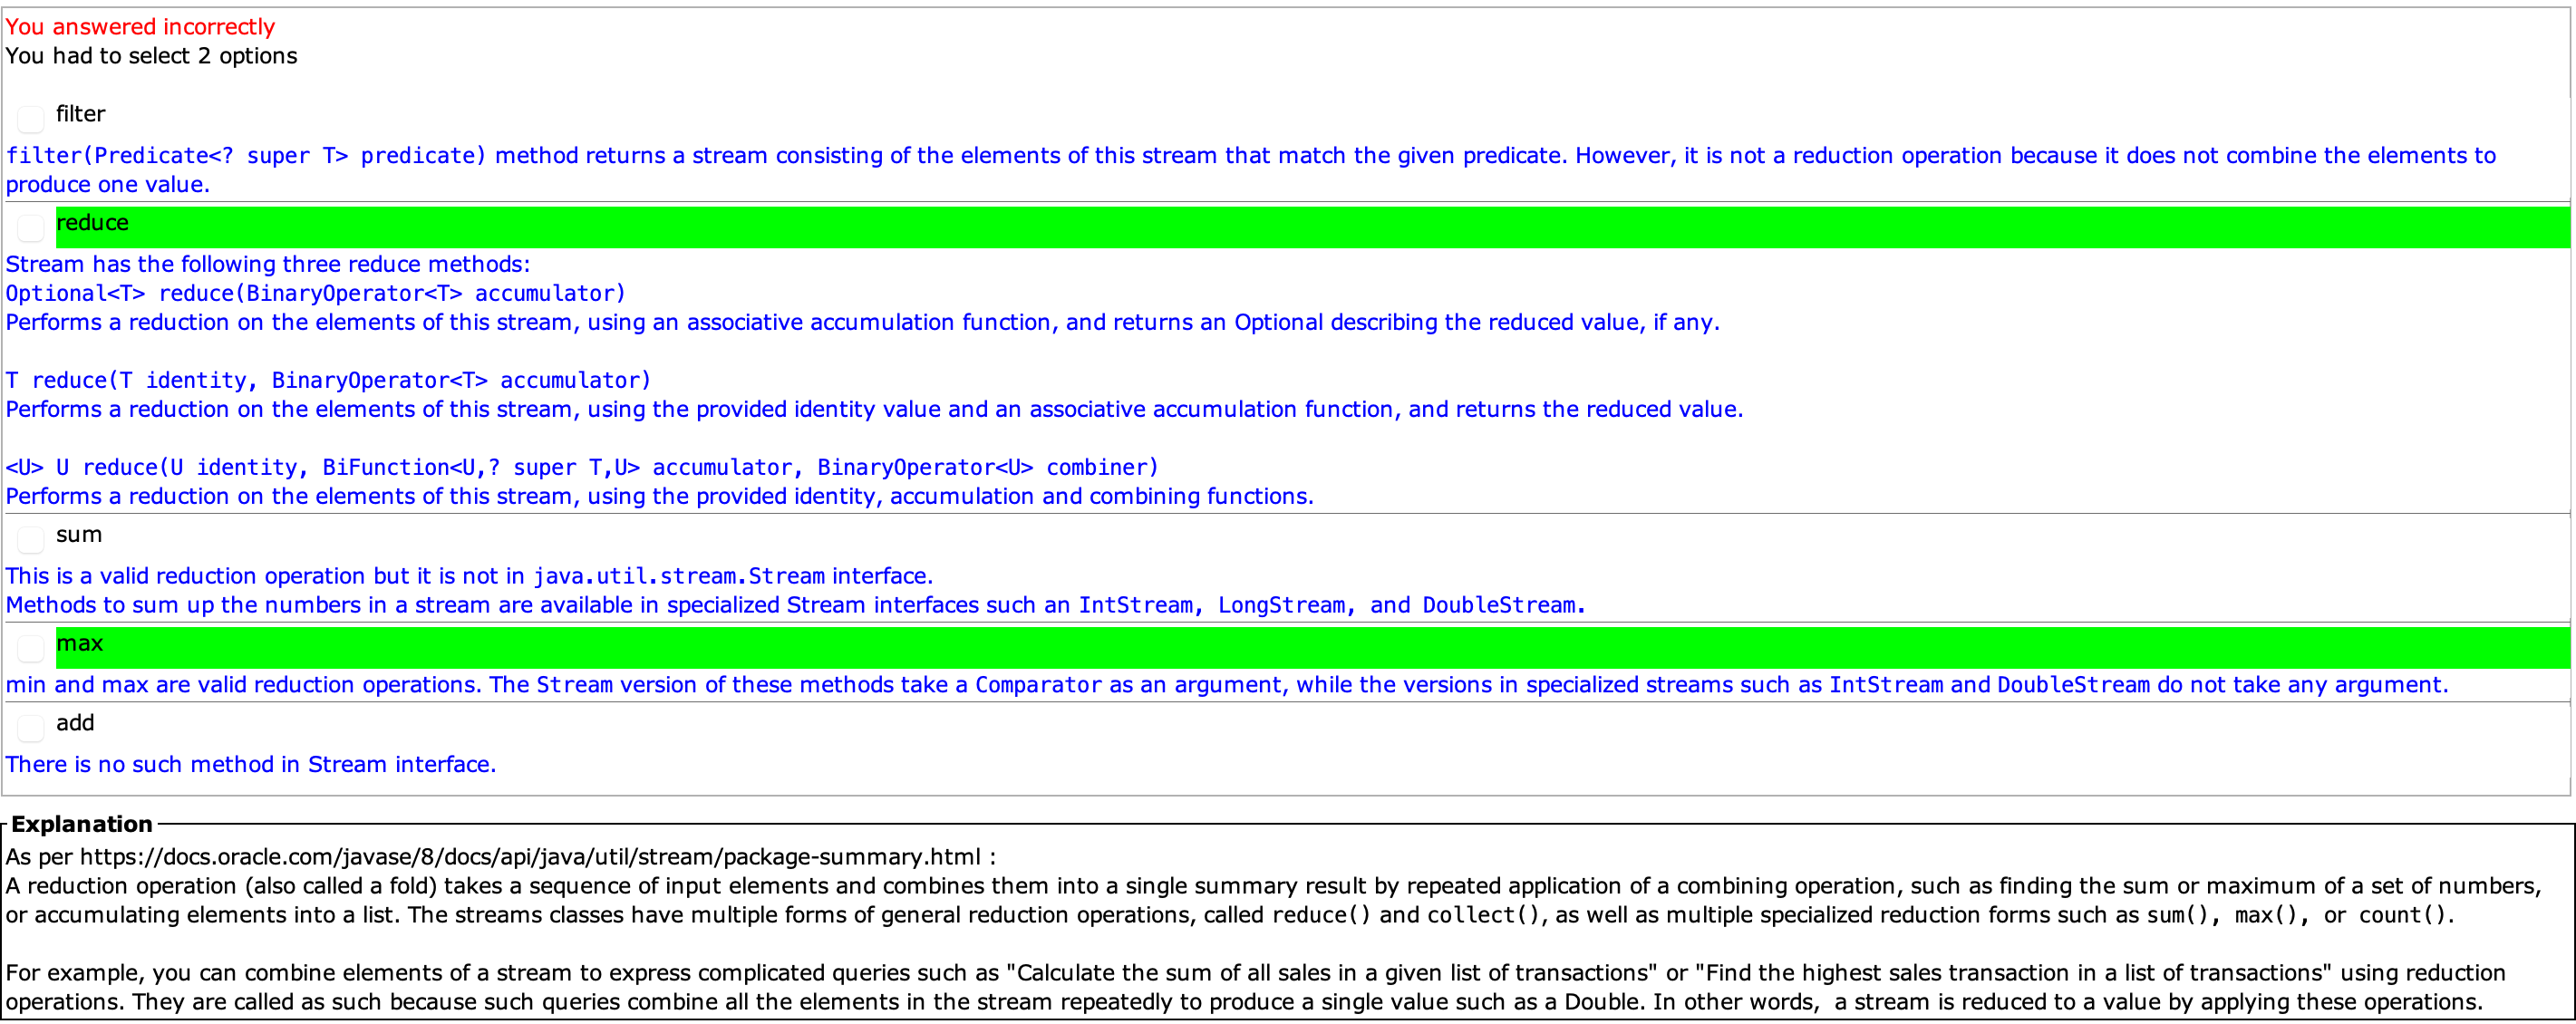 You answered incorrectly
You had to select 2 options
filter
filter(Predicate<? super T> predicate) method returns a stream consisting of the elements of this stream that match the given predicate. However, it is not a reduction operation because it does not combine the elements to
produce one value.
reduce
Stream has the following three reduce methods:
Optional<T> reduce(BinaryOperator<T> accumulator)
Performs a reduction on the elements of this stream, using an associative accumulation function, and returns an Optional describing the reduced value, if any.
T reduce(T identity, BinaryOperator<T> accumulator)
Performs a reduction on the elements of this stream, using the provided identity value and an associative accumulation function, and returns the reduced value.
<U> U reduce(U identity, BiFunction<U,? super T,U> accumulator, BinaryOperator<U> combiner)
Performs a reduction on the elements of this stream, using the provided identity, accumulation and combining functions.
sum
This is a valid reduction operation but it is not in java.util.stream.Stream interface.
Methods to sum up the numbers in a stream are available in specialized Stream interfaces such an IntStream, LongStream, and DoubleStream.
max
min and max are valid reduction operations. The Stream version of these methods take a Comparator as an argument, while the versions in specialized streams such as IntStream and DoubleStream do not take any argument.
add
There is no such method in Stream interface.
Explanation
As per https://docs.oracle.com/javase/8/docs/api/java/util/stream/package-summary.html :
A reduction operation (also called a fold) takes a sequence of input elements and combines them into a single summary result by repeated application of a combining operation, such as finding the sum or maximum of a set of numbers,
or accumulating elements into a list. The streams classes have multiple forms of general reduction operations, called reduce() and collect(), as well as multiple specialized reduction forms such as sum(), max(), or count().
For example, you can combine elements of a stream to express complicated queries such as "Calculate the sum of all sales in a given list of transactions" or "Find the highest sales transaction in a list of transactions" using reduction
operations. They are called as such because such queries combine all the elements in the stream repeatedly to produce a single value such as a Double. In other words,  a stream is reduced to a value by applying these operations.